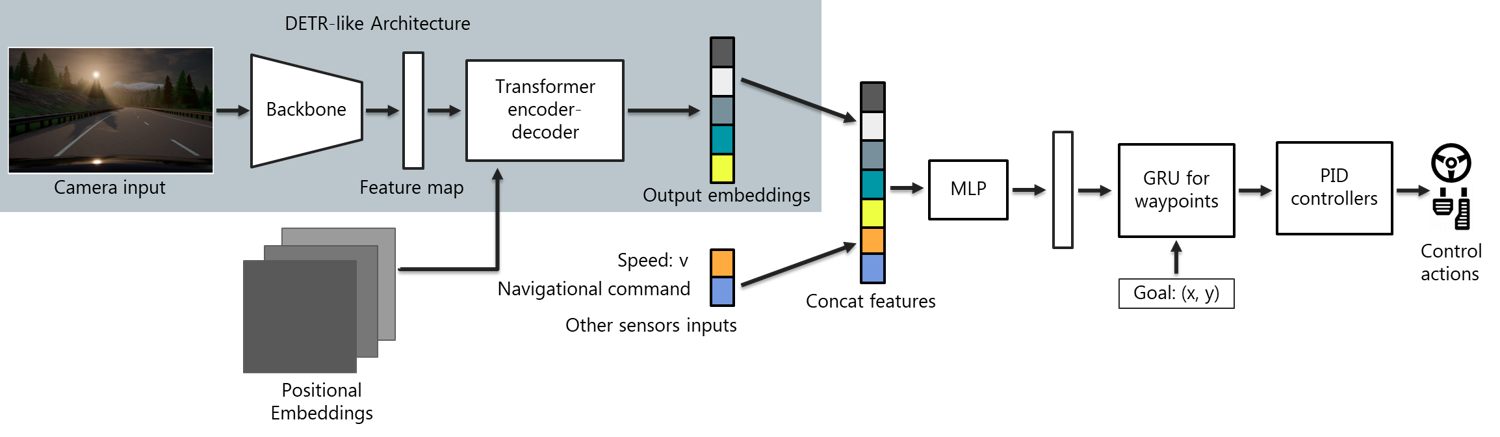 DETR-like Architecture
Camera input
Backbone
Feature map
Transformer
encoder-
decoder
Output embeddings
Positional
Embeddings
Speed: v
Navigational command
Other sensors inputs
Concat features
MLP
GRU for
waypoints
Goal: (x, y)
PID
controllers
Control
actions